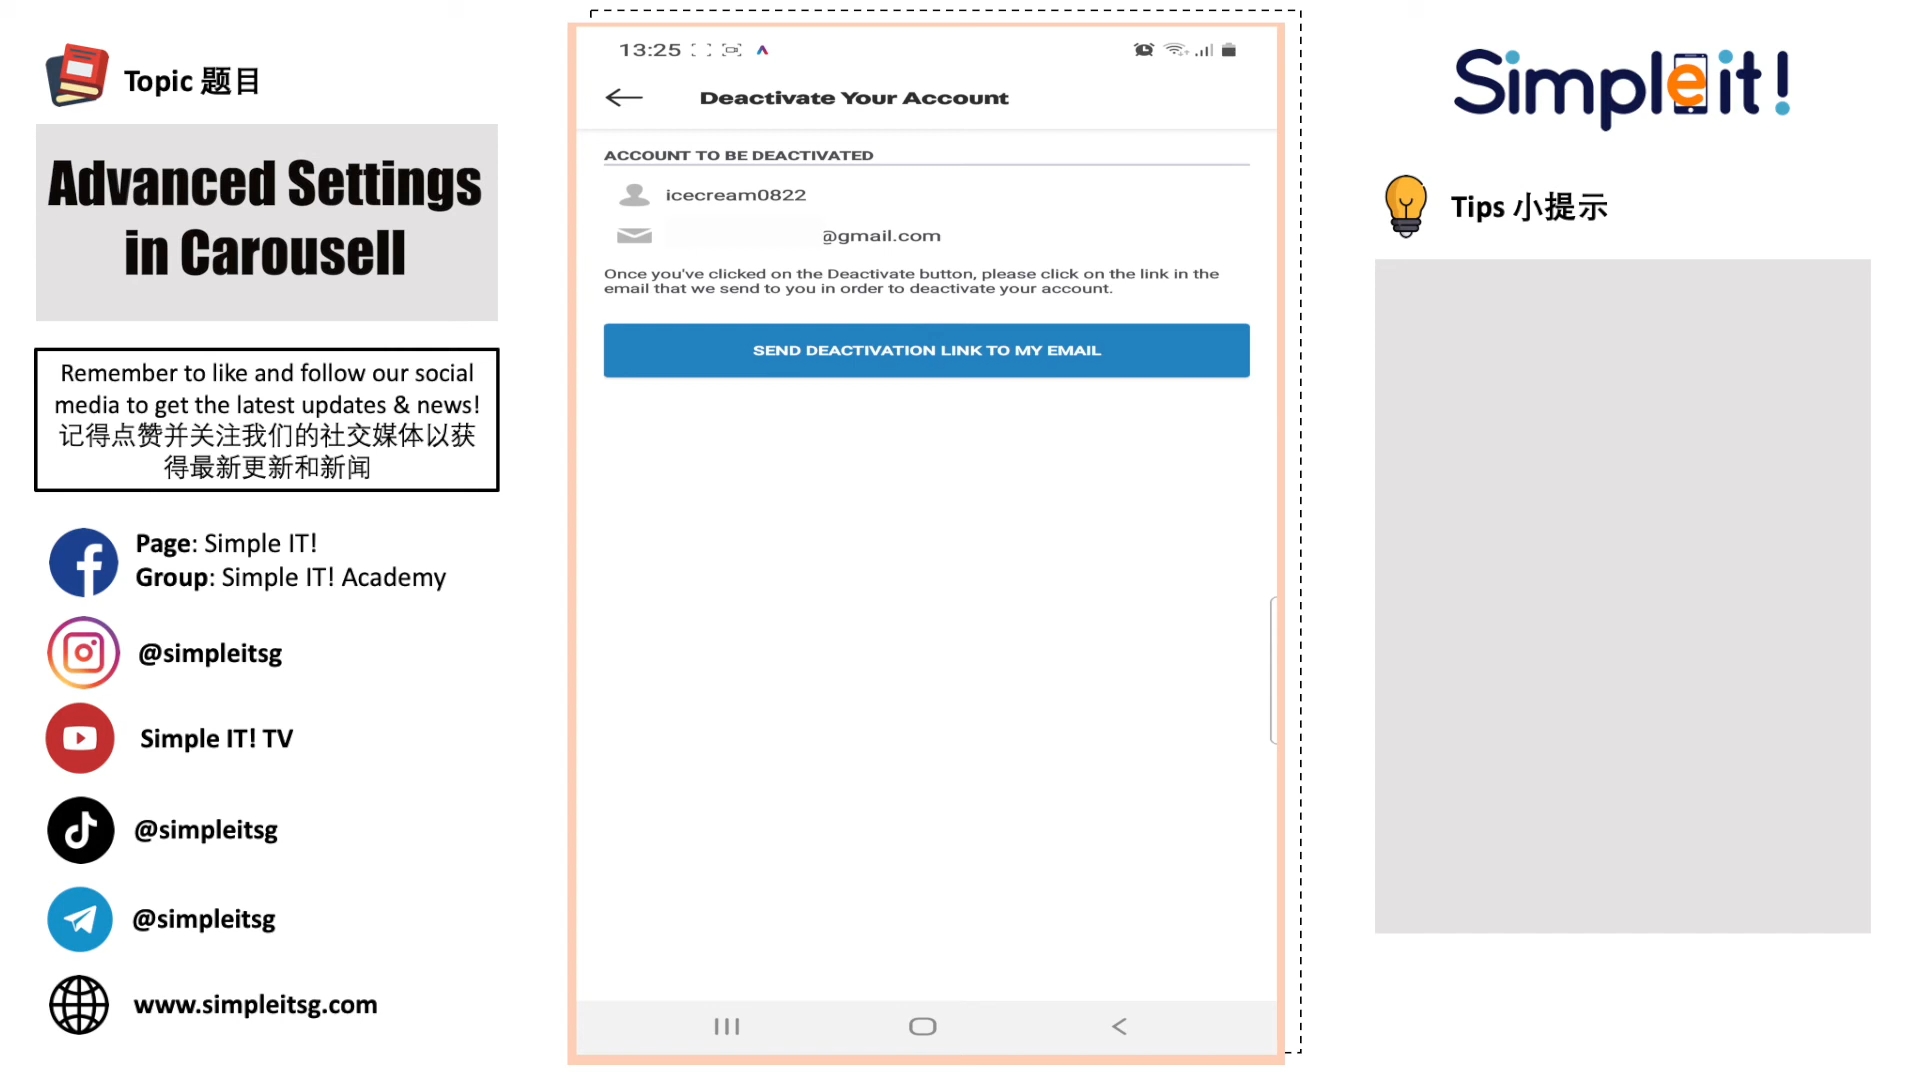 Topic 题目
Advanced Settings
in Carousell
Remember to like and follow our social
media to get the latest updates & news!
记得点赞并关注我们的社交媒体以获
得最新更新和新闻
Page: Simple IT!
Group: Simple IT! Academy
@simpleitsg
Simple IT! TV
@simpleitsg
@simpleitsg
www.simpleitsg.com
13:25
Deactivate Your Account
ACCOUNT TO BE DEACTIVATED
icecream0822
@gmail.com
Once you've clicked on the Deactivate button, please click on the link in the
email that we send to you in order to deactivate your account.
SEND DEACTIVATION LINK TO MY EMAIL
Simpleit!
Tips 小提示